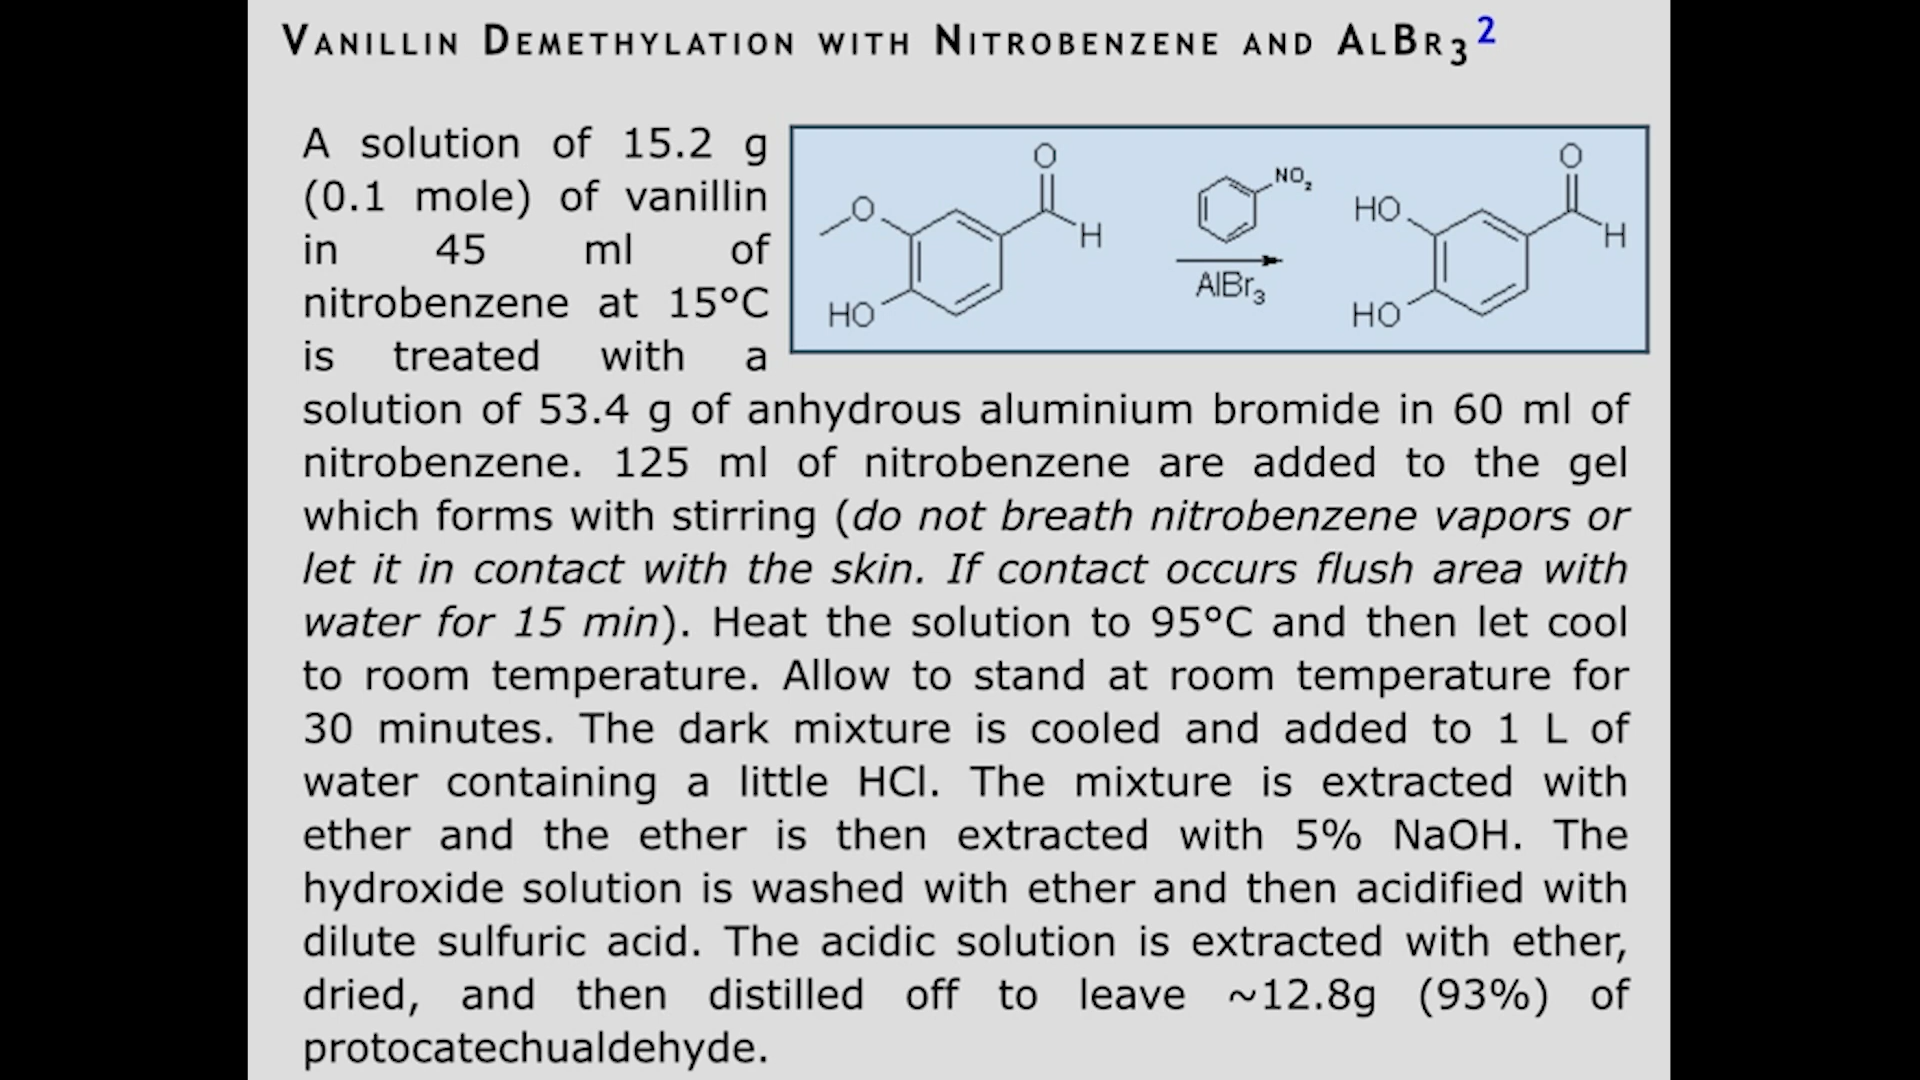 Vanillin Demethylation with Nitrobenzene and AlBr3 2
A solution of 15.2 g
(0.1 mole) of vanillin
in 45 ml of
nitrobenzene at 15°C
is treated with a
O
O
H
HO
NO2
AlBr3
O
HO
H
HO
solution of 53.4 g of anhydrous aluminium bromide in 60 ml of
nitrobenzene. 125 ml of nitrobenzene are added to the gel
which forms with stirring (do not breath nitrobenzene vapors or
let it in contact with the skin. If contact occurs flush area with
water for 15 min). Heat the solution to 95°C and then let cool
to room temperature. Allow to stand at room temperature for
30 minutes. The dark mixture is cooled and added to 1 L of
water containing a little HCl. The mixture is extracted with
ether and the ether is then extracted with 5% NaOH. The
hydroxide solution is washed with ether and then acidified with
dilute sulfuric acid. The acidic solution is extracted with ether,
dried, and then distilled off to leave ~12.8g (93%) of
protocatechualdehyde.